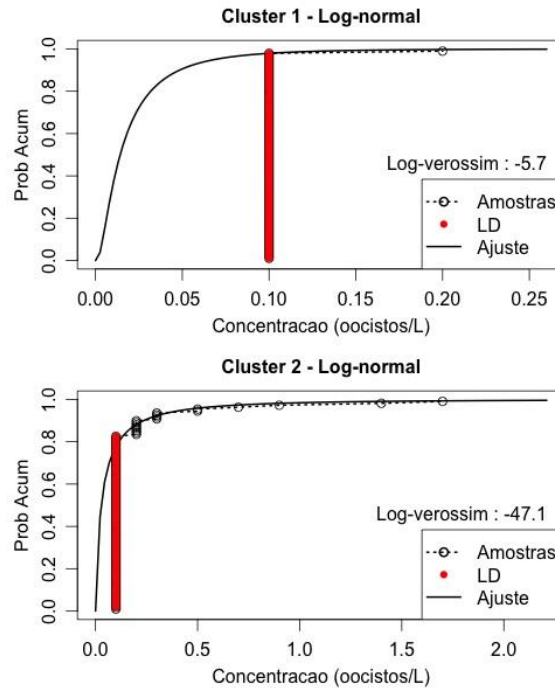 Cluster 1 - Log-normal
Prob Acum
1.0
0.8
0.6
0.4
0.2
0.0
Log-verossim : -5.7
Amostras
LD
Ajuste
0.00 0.05 0.10 0.15 0.20 0.25
Concentracao (oocistos/L)
Cluster 2 - Log-normal
Prob Acum
1.0
0.8
0.6
0.4
0.2
0.0
Log-verossim : -47.1
Amostras
LD
Ajuste
0.0 0.5 1.0 1.5 2.0
Concentracao (oocistos/L)